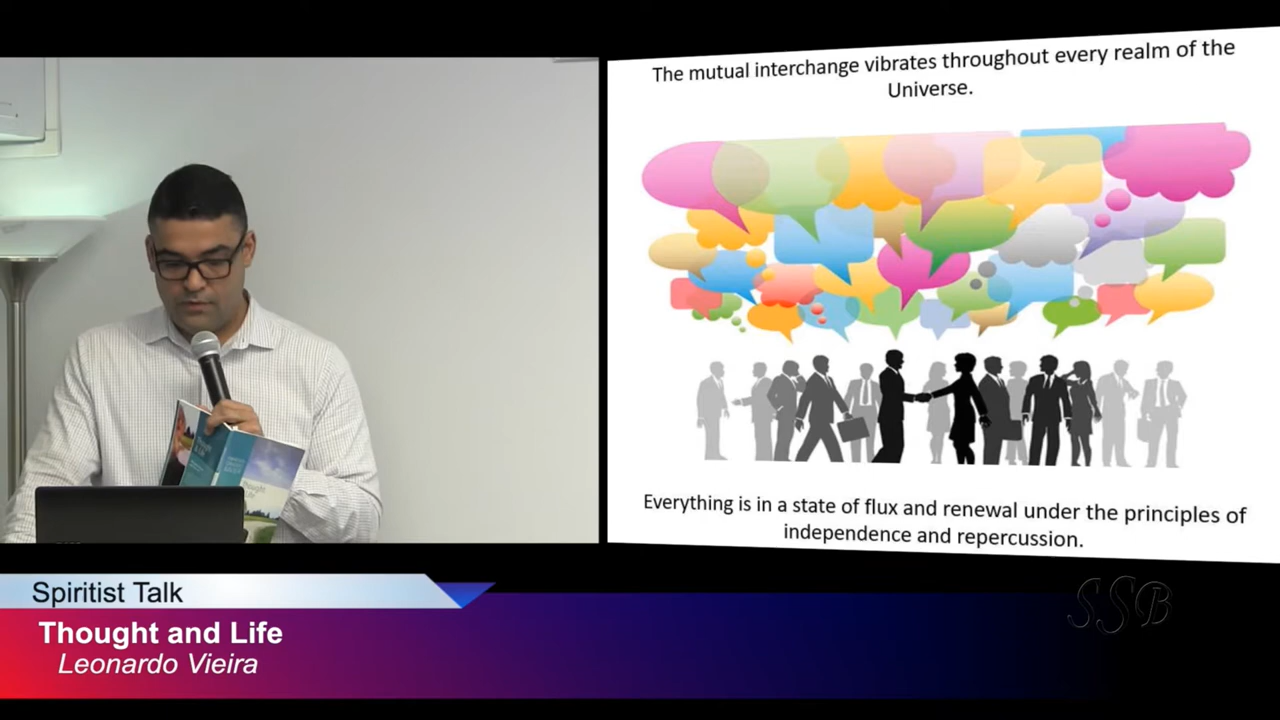 The mutual interchange vibrates throughout every realm of the
Universe.
Everything is in a state of flux and renewal under the principles of
independence and repercussion.
Thought
Spiritist Talk
Thought and Life
Leonardo Vieira
SSB